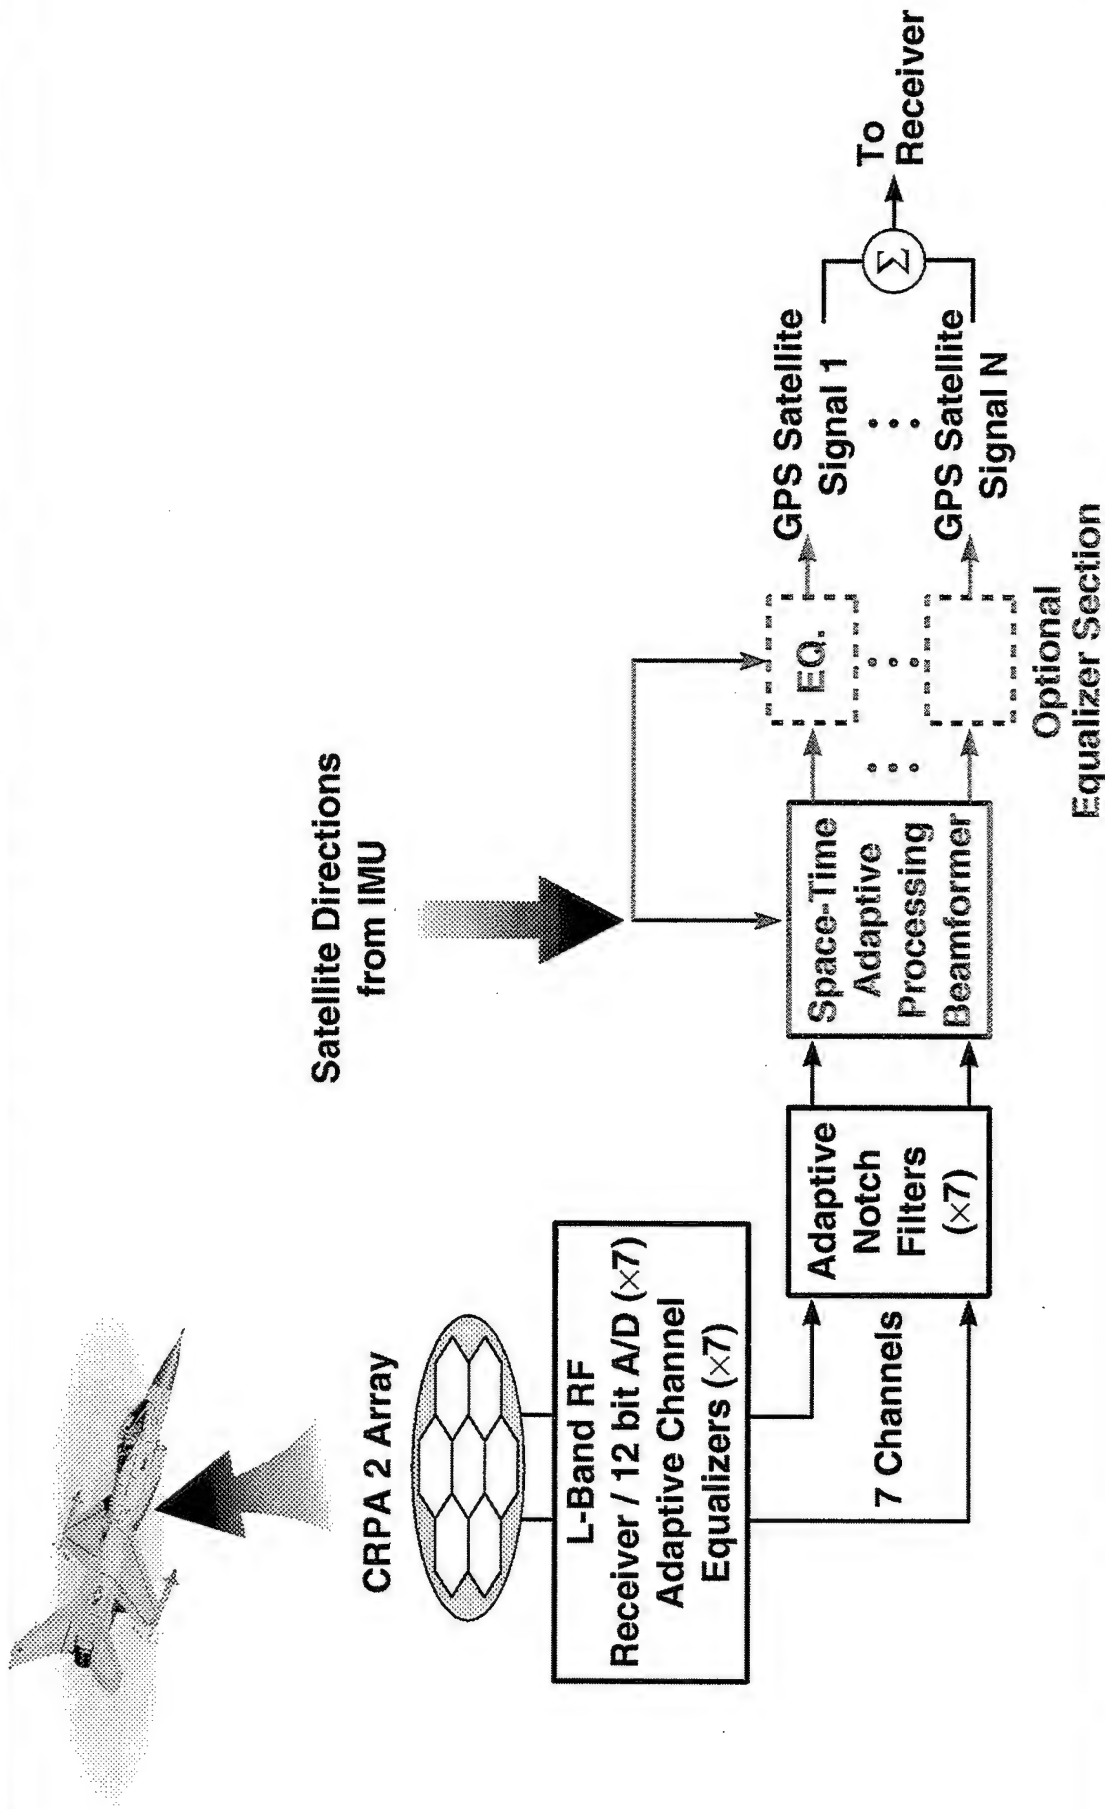 CRPA 2 Array
L-Band RF
Receiver / 12 bit A/D (×7)
Adaptive Channel
Equalizers (×7)
7 Channels
Adaptive
Notch
Filters
(×7)
Satellite Directions
from IMU
Space-Time
Adaptive
Processing
Beamformer
EQ.
Optional
Equalizer Section
GPS Satellite
Signal 1
GPS Satellite
Signal N
Σ
To
Receiver